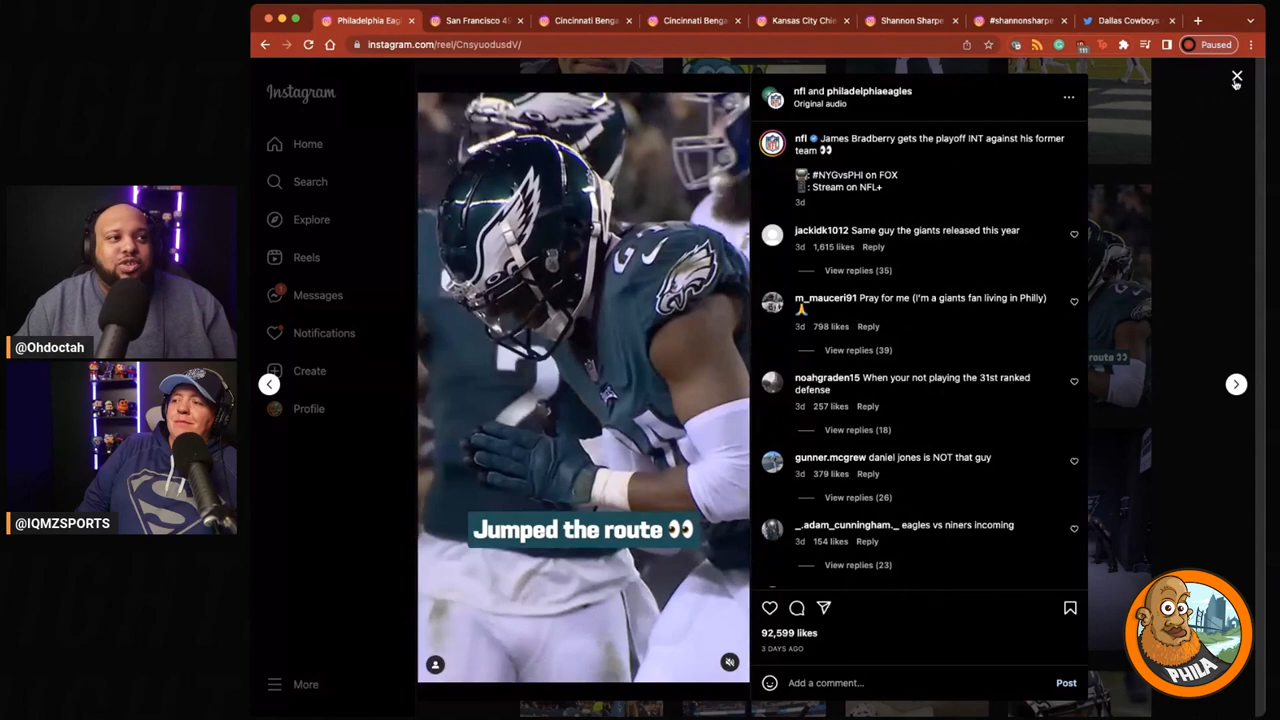 Philadelphia Eagl
San Francisco 49
Cincinnati Benga
Cincinnati Benga
Kansas City Chie
Shannon Sharpe
#shannonsharpe
Dallas Cowboys
instagram.com/reel/CnsyuodusdV/
111
Paused
Instagram
Home
Search
Explore
Reels
1
Messages
Notifications
Create
Profile
More
@Ohdoctah
@IQMZSPORTS
Jumped the route 👀
route 👀
nfl and philadelphiaeagles
Original audio
nfl James Bradberry gets the playoff INT against his former
team 👀
: #NYGvsPHI on FOX
: Stream on NFL+
3d
jackidk1012 Same guy the giants released this year
3d 1,615 likes Reply
View replies (35)
m_mauceri91 Pray for me (I'm a giants fan living in Philly)
🙏
3d 798 likes Reply
View replies (39)
noahgraden15 When your not playing the 31st ranked
defense
3d 257 likes Reply
View replies (18)
gunner.mcgrew daniel jones is NOT that guy
3d 379 likes Reply
View replies (26)
_.adam_cunningham._ eagles vs niners incoming
3d 154 likes Reply
View replies (23)
92,599 likes
3 DAYS AGO
Add a comment...
Post
PHILA